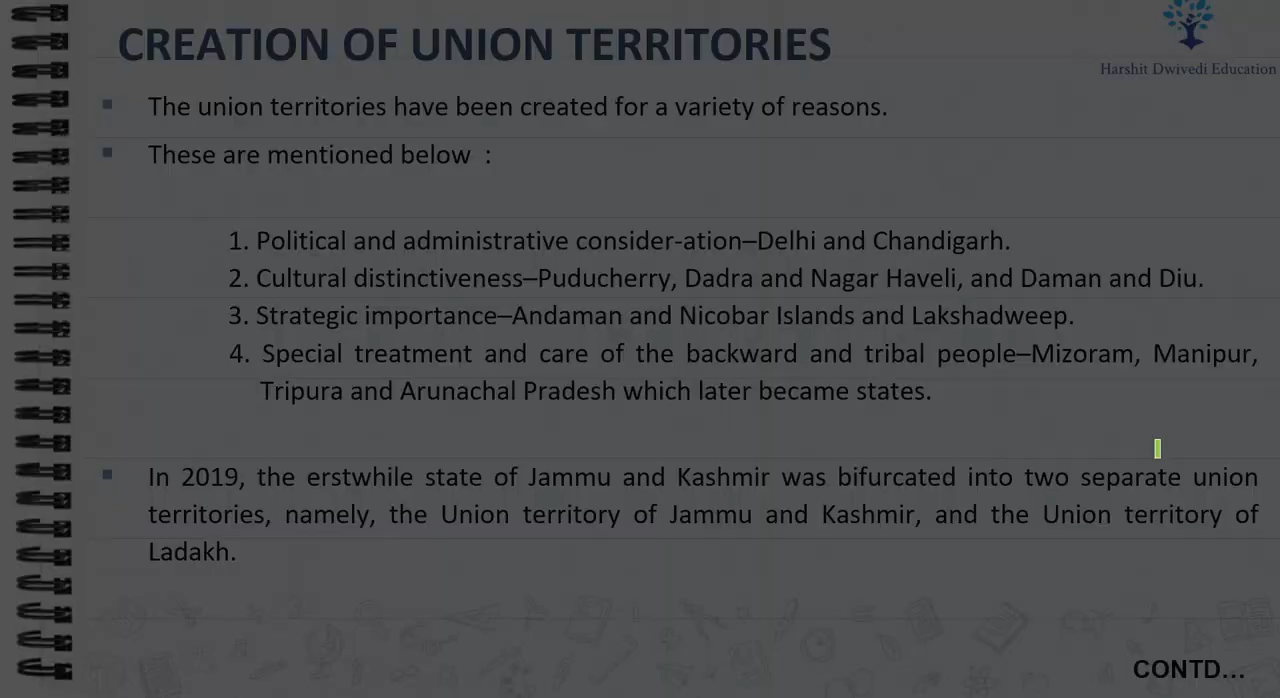 CREATION OF UNION TERRITORIES
Harshit Dwivedi Education
▪ The union territories have been created for a variety of reasons.
▪ These are mentioned below :
1. Political and administrative consider-ation–Delhi and Chandigarh.
2. Cultural distinctiveness–Puducherry, Dadra and Nagar Haveli, and Daman and Diu.
3. Strategic importance–Andaman and Nicobar Islands and Lakshadweep.
4. Special treatment and care of the backward and tribal people–Mizoram, Manipur,
Tripura and Arunachal Pradesh which later became states.
▪ In 2019, the erstwhile state of Jammu and Kashmir was bifurcated into two separate union
territories, namely, the Union territory of Jammu and Kashmir, and the Union territory of
Ladakh.
CONTD...